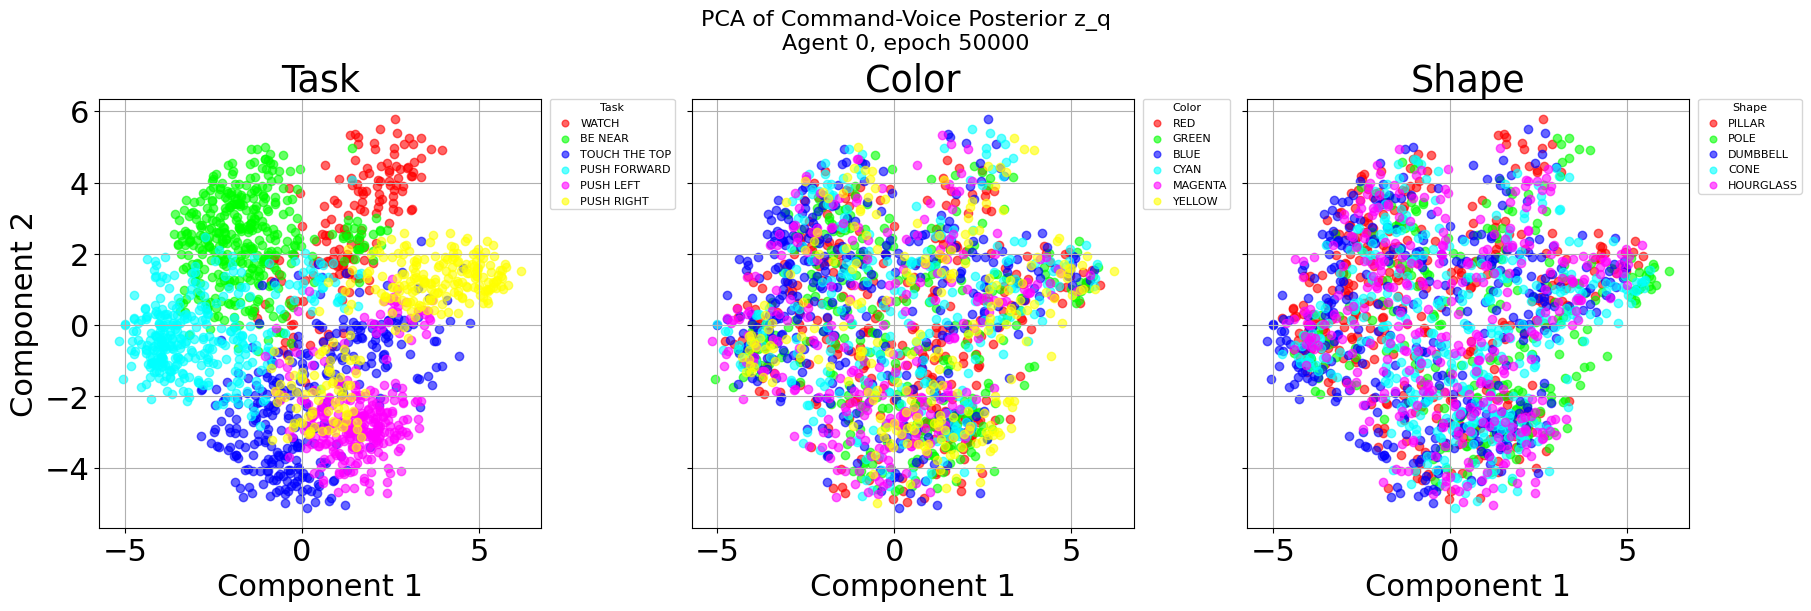 PCA of Command-Voice Posterior z_q
Agent 0, epoch 50000
Task
Component 2
6
4
2
0
−2
−4
−5 0 5
Component 1
Task
WATCH
BE NEAR
TOUCH THE TOP
PUSH FORWARD
PUSH LEFT
PUSH RIGHT
Color
−5 0 5
Component 1
Color
RED
GREEN
BLUE
CYAN
MAGENTA
YELLOW
Shape
−5 0 5
Component 1
Shape
PILLAR
POLE
DUMBBELL
CONE
HOURGLASS